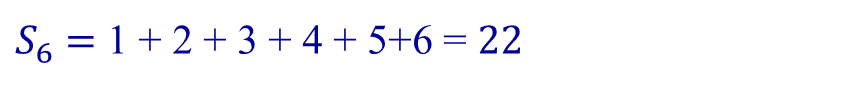 S₆ = 1 + 2 + 3 + 4 + 5+6 = 22